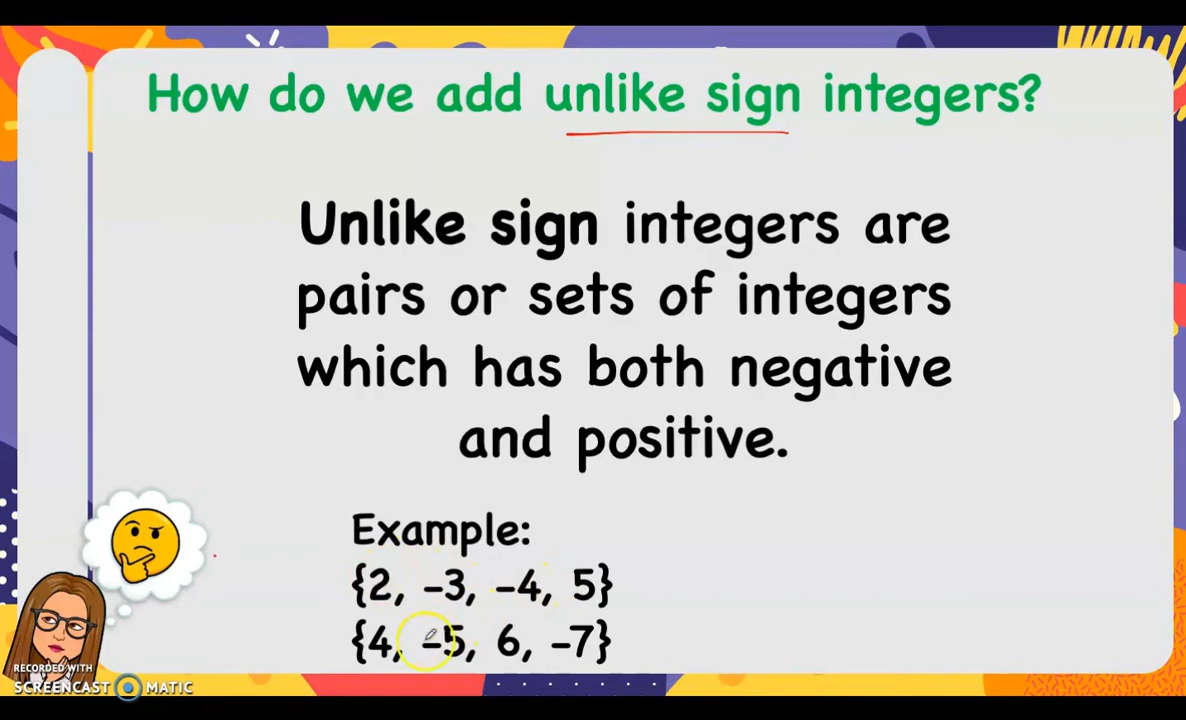 How do we add unlike sign integers?
Unlike sign integers are
pairs or sets of integers
which has both negative
and positive.
Example:
{2, -3, -4, 5}
{4, -5, 6, -7}
RECORDED WITH
SCREENCAST MATIC